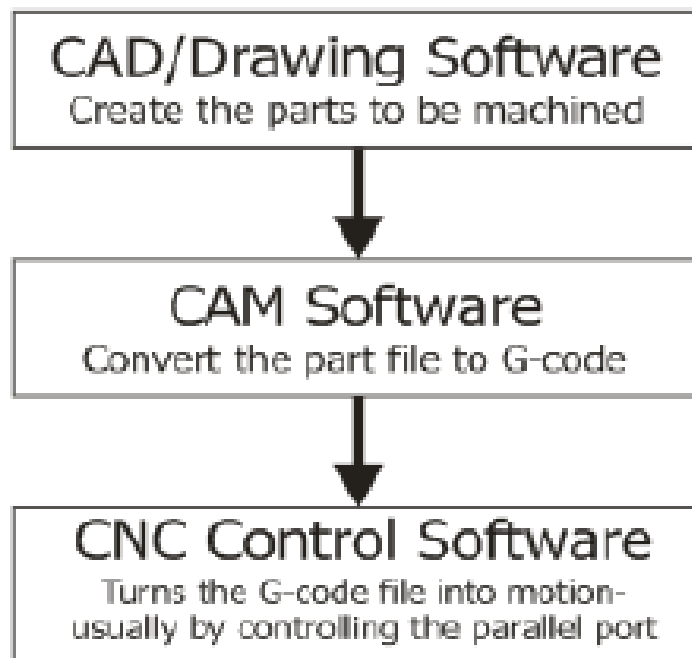 CAD/Drawing Software
Create the parts to be machined
CAM Software
Convert the part file to G-code
CNC Control Software
Turns the G-code file into motion-
usually by controlling the parallel port